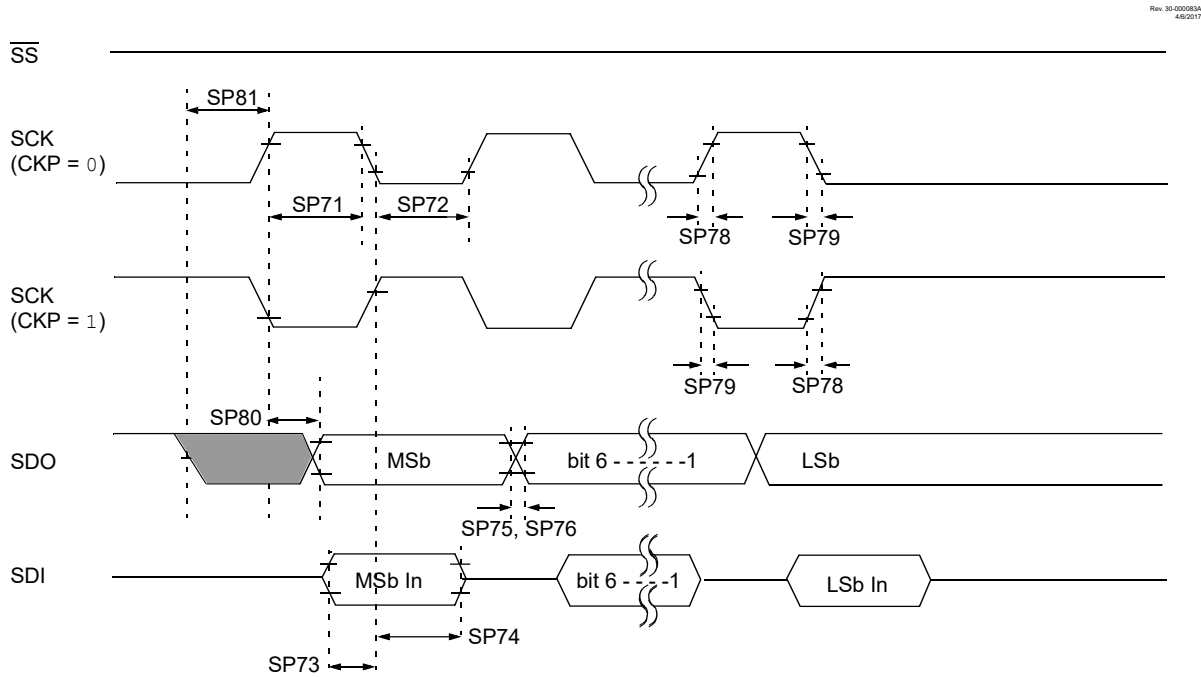 Rev. 30-000083A
4/6/2017
SS
SP81
SCK
(CKP = 0)
SP71
SP72
SP78
SP79
SCK
(CKP = 1)
SP79
SP78
SP80
SDO
MSb
bit 6 - - - - - -1
LSb
SP75, SP76
SDI
MSb In
bit 6 - - - - -1
LSb In
SP74
SP73